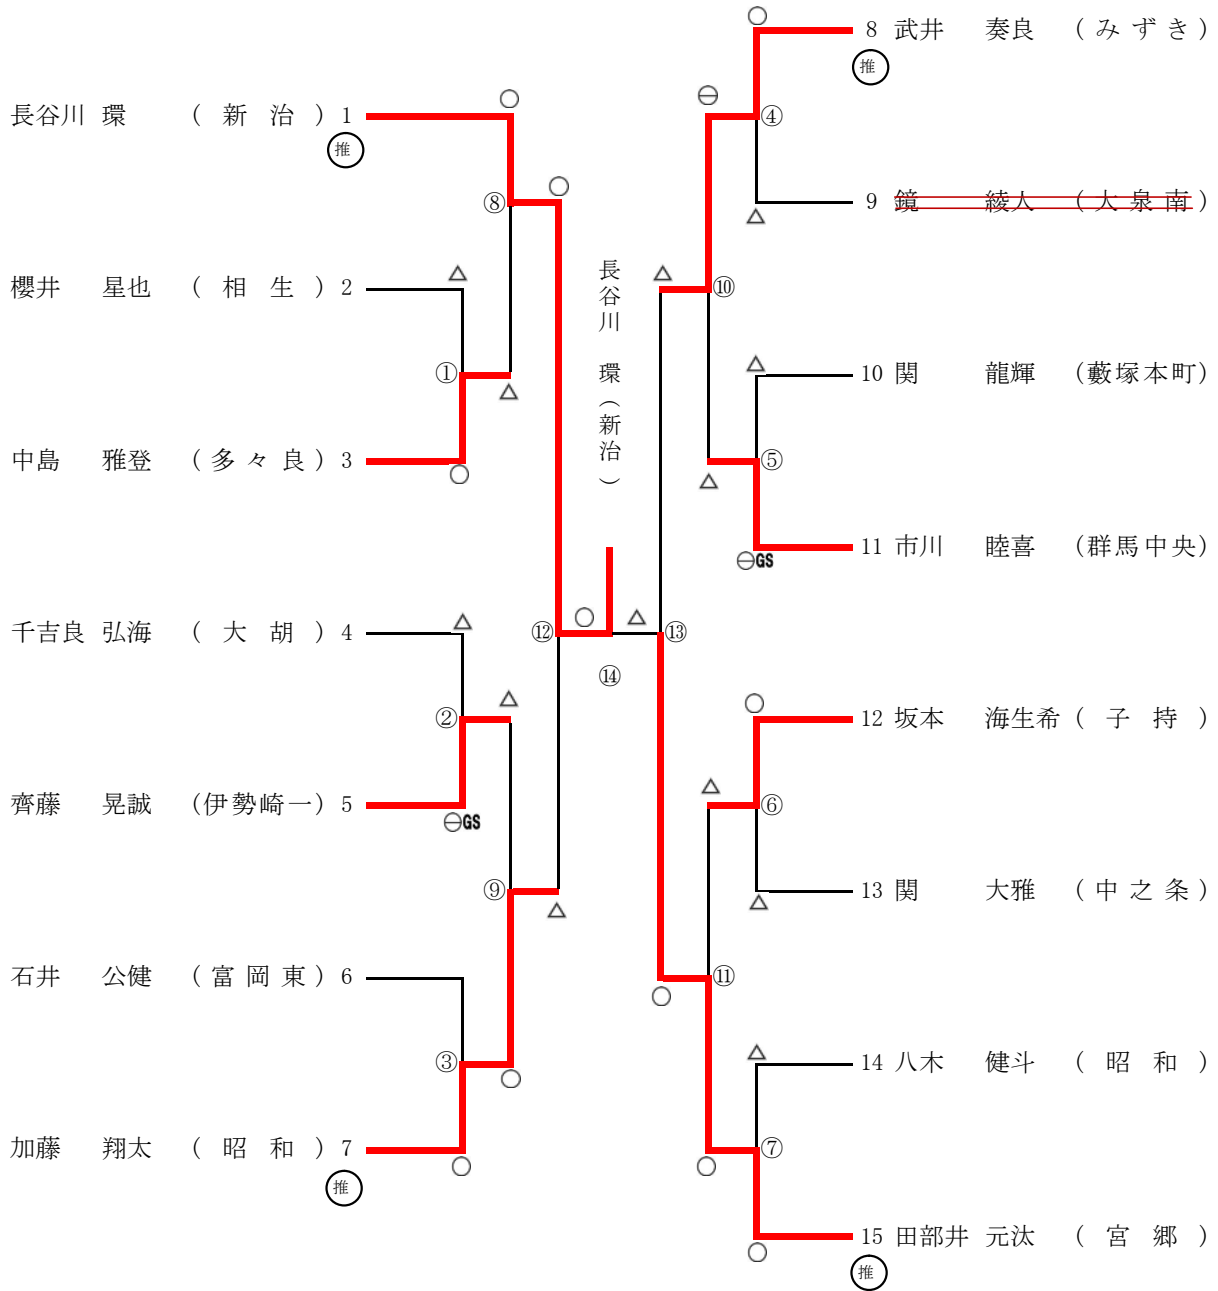 長谷川 環 （ 新 治 ） 1
推
櫻井 星也 （ 相 生 ） 2
中島 雅登 （ 多 々 良 ） 3
千吉良 弘海 （ 大 胡 ） 4
齊藤 晃誠 （伊勢崎一） 5
石井 公健 （ 富 岡 東 ） 6
加藤 翔太 （ 昭 和 ） 7
推
⑧
①
②
GS
⑨
③
⑫
長谷川 環（新治）
⑭
⑬
④
⑩
⑤
GS
⑥
⑪
⑦
8 武井 奏良 （ み ず き ）
推
9 鏡 綾人 （ 大 泉 南 ）
10 関 龍輝 （藪塚本町）
11 市川 睦喜 （群馬中央）
12 坂本 海生希 （ 子 持 ）
13 関 大雅 （ 中 之 条 ）
14 八木 健斗 （ 昭 和 ）
15 田部井 元汰 （ 宮 郷 ）
推